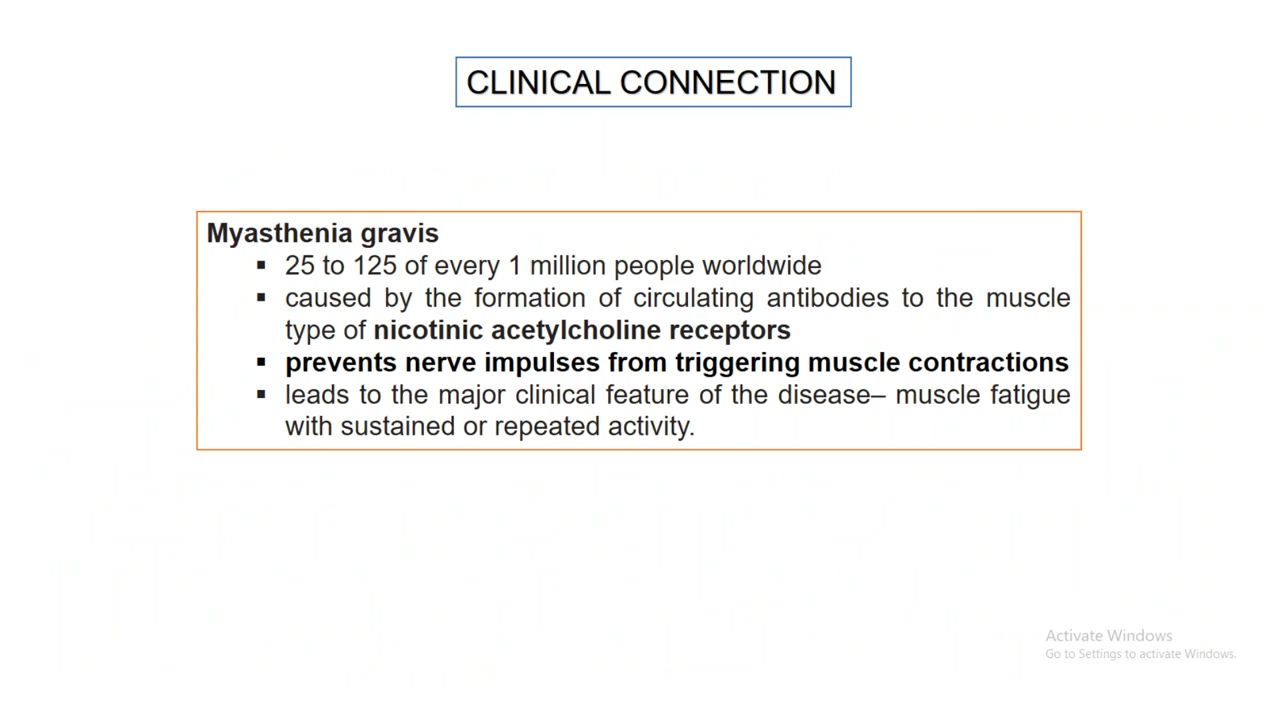 CLINICAL CONNECTION
Myasthenia gravis
▪ 25 to 125 of every 1 million people worldwide
▪ caused by the formation of circulating antibodies to the muscle
type of nicotinic acetylcholine receptors
▪ prevents nerve impulses from triggering muscle contractions
▪ leads to the major clinical feature of the disease– muscle fatigue
with sustained or repeated activity.
Activate Windows
Go to Settings to activate Windows.